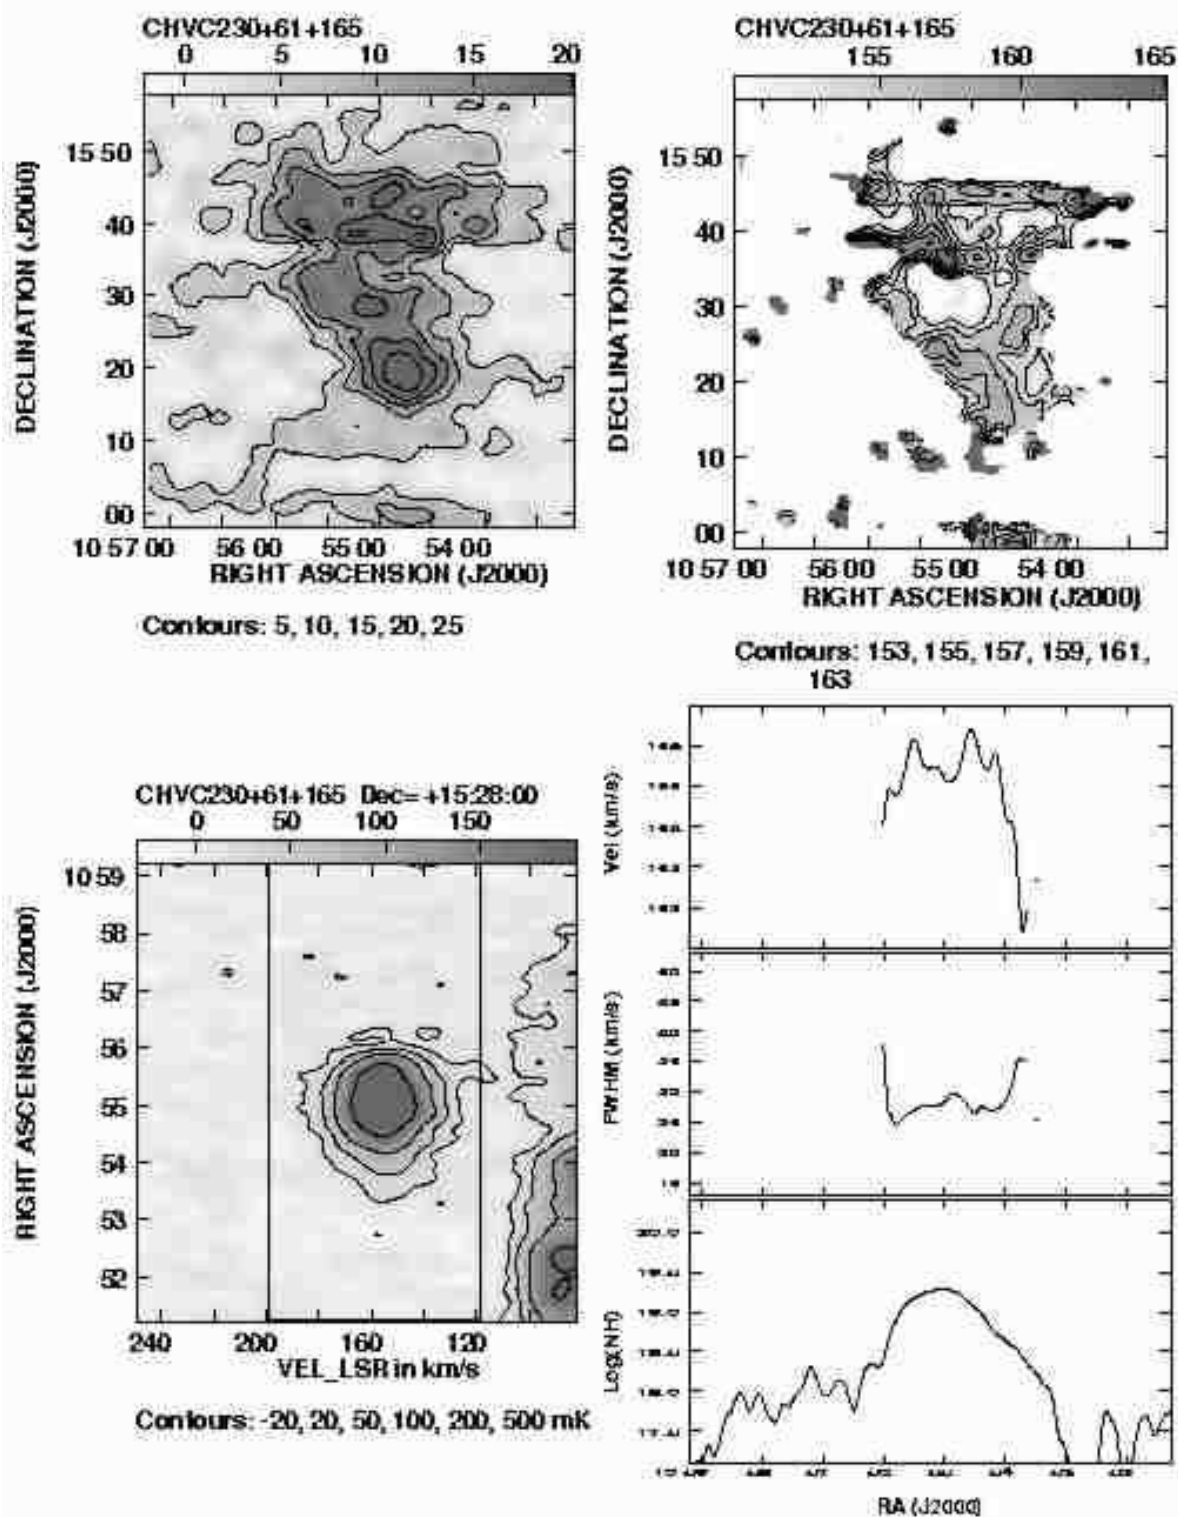 CHVC230+61+165
0 5 10 15 20
DECLINATION (J2000)
15 50
40
30
20
10
00
10 57 00 56 00 55 00 54 00
RIGHT ASCENSION (J2000)
Contours: 5, 10, 15, 20, 25
CHVC230+61+165
155 160 165
DECLINATION (J2000)
15 50
40
30
20
10
00
10 57 00 56 00 55 00 54 00
RIGHT ASCENSION (J2000)
Contours: 153, 155, 157, 159, 161,
163
CHVC230+61+165 Dec= +15:28:00
0 50 100 150
RIGHT ASCENSION (J2000)
10 59
58
57
56
55
54
53
52
240 200 160 120
VEL_LSR in km/s
Contours: -20, 20, 50, 100, 200, 500 mK
Vel (km/s)
FWHM (km/s)
Log(NH)
RA (J2000)